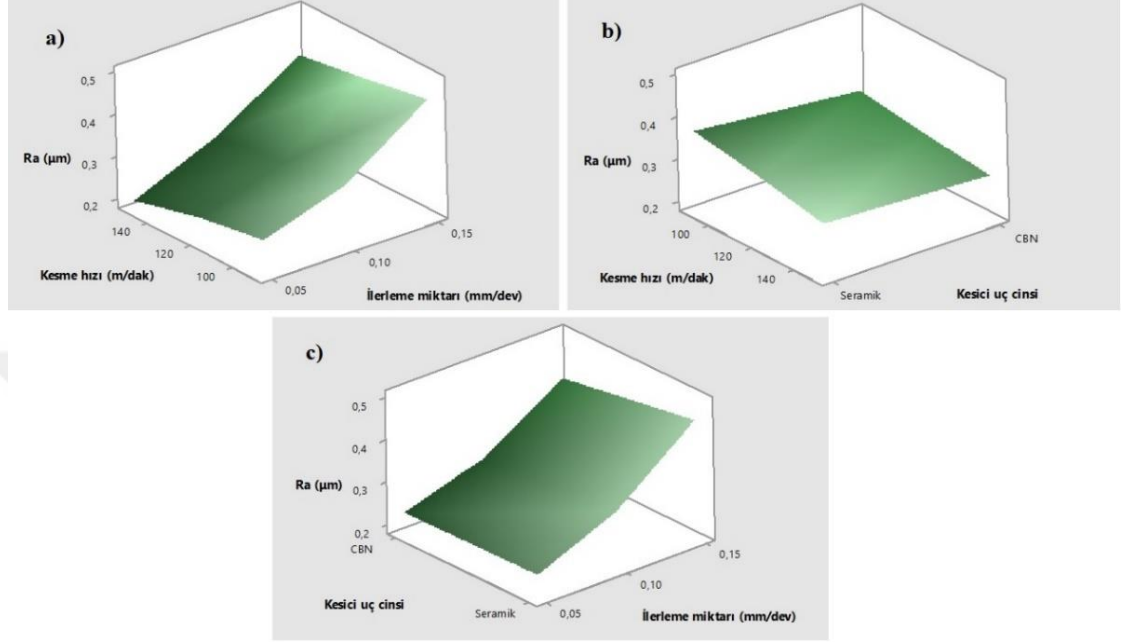 a)
0,5
0,4
Ra (µm)
0,3
0,2
140
120
100
Kesme hızı (m/dak)
0,05
0,10
0,15
İlerleme miktarı (mm/dev)
b)
0,5
0,4
Ra (µm)
0,3
0,2
100
120
140
Kesme hızı (m/dak)
Seramik
CBN
Kesici uç cinsi
c)
0,5
0,4
Ra (µm)
0,3
0,2
CBN
Kesici uç cinsi
Seramik
0,05
0,10
0,15
İlerleme miktarı (mm/dev)